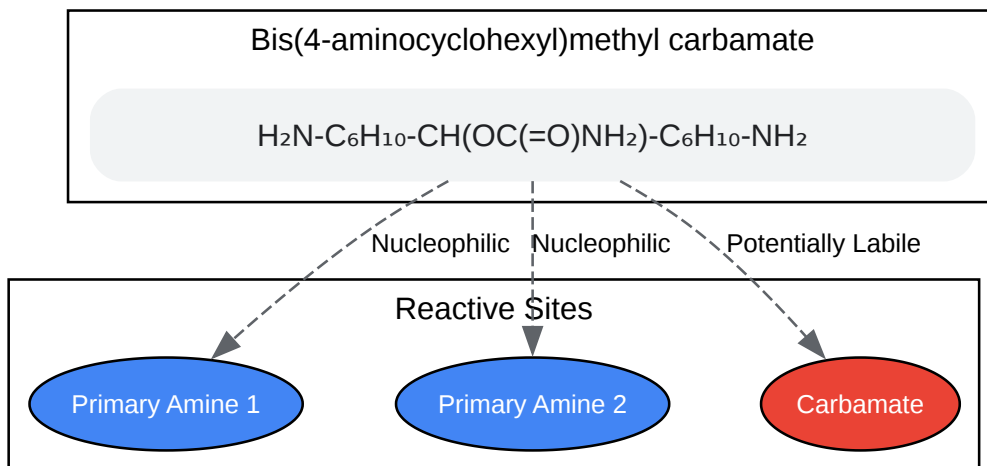 Bis(4-aminocyclohexyl)methyl carbamate
H₂N-C₆H₁₀-CH(OC(=O)NH₂)-C₆H₁₀-NH₂
Nucleophilic Nucleophilic Potentially Labile
Reactive Sites
Primary Amine 1 Primary Amine 2 Carbamate